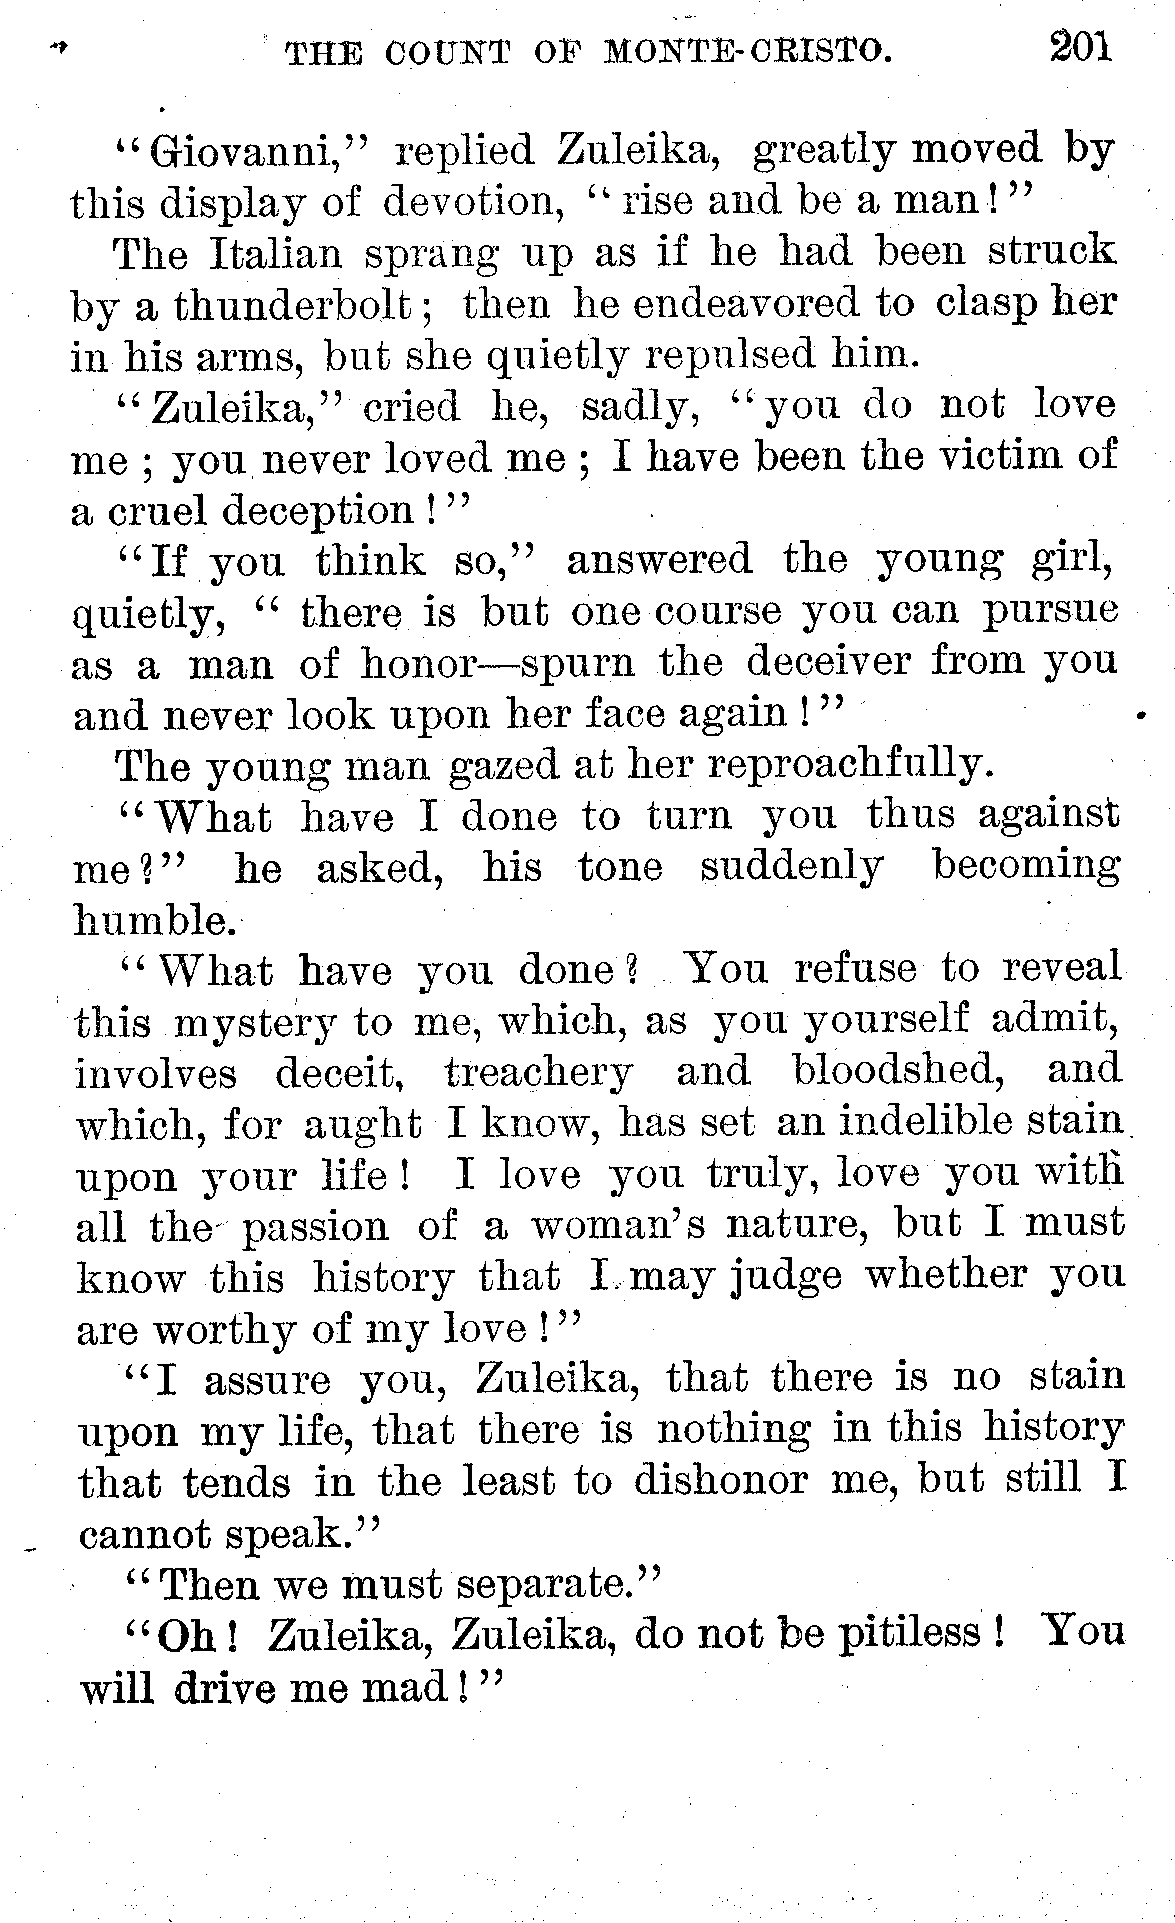 THE COUNT OF MONTE-CRISTO. 201
"Giovanni," replied Zuleika, greatly moved by
this display of devotion, "rise and be a man!"
The Italian sprang up as if he had been struck
by a thunderbolt; then he endeavored to clasp her
in his arms, but she quietly repulsed him.
"Zuleika," cried he, sadly, "you do not love
me; you never loved me; I have been the victim of
a cruel deception!"
"If you think so," answered the young girl,
quietly, "there is but one course you can pursue
as a man of honor—spurn the deceiver from you
and never look upon her face again!"
The young man gazed at her reproachfully.
"What have I done to turn you thus against
me?" he asked, his tone suddenly becoming
humble.
"What have you done? You refuse to reveal
this mystery to me, which, as you yourself admit,
involves deceit, treachery and bloodshed, and
which, for aught I know, has set an indelible stain
upon your life! I love you truly, love you with
all the passion of a woman's nature, but I must
know this history that I may judge whether you
are worthy of my love!"
"I assure you, Zuleika, that there is no stain
upon my life, that there is nothing in this history
that tends in the least to dishonor me, but still I
cannot speak."
"Then we must separate."
"Oh! Zuleika, Zuleika, do not be pitiless! You
will drive me mad!"